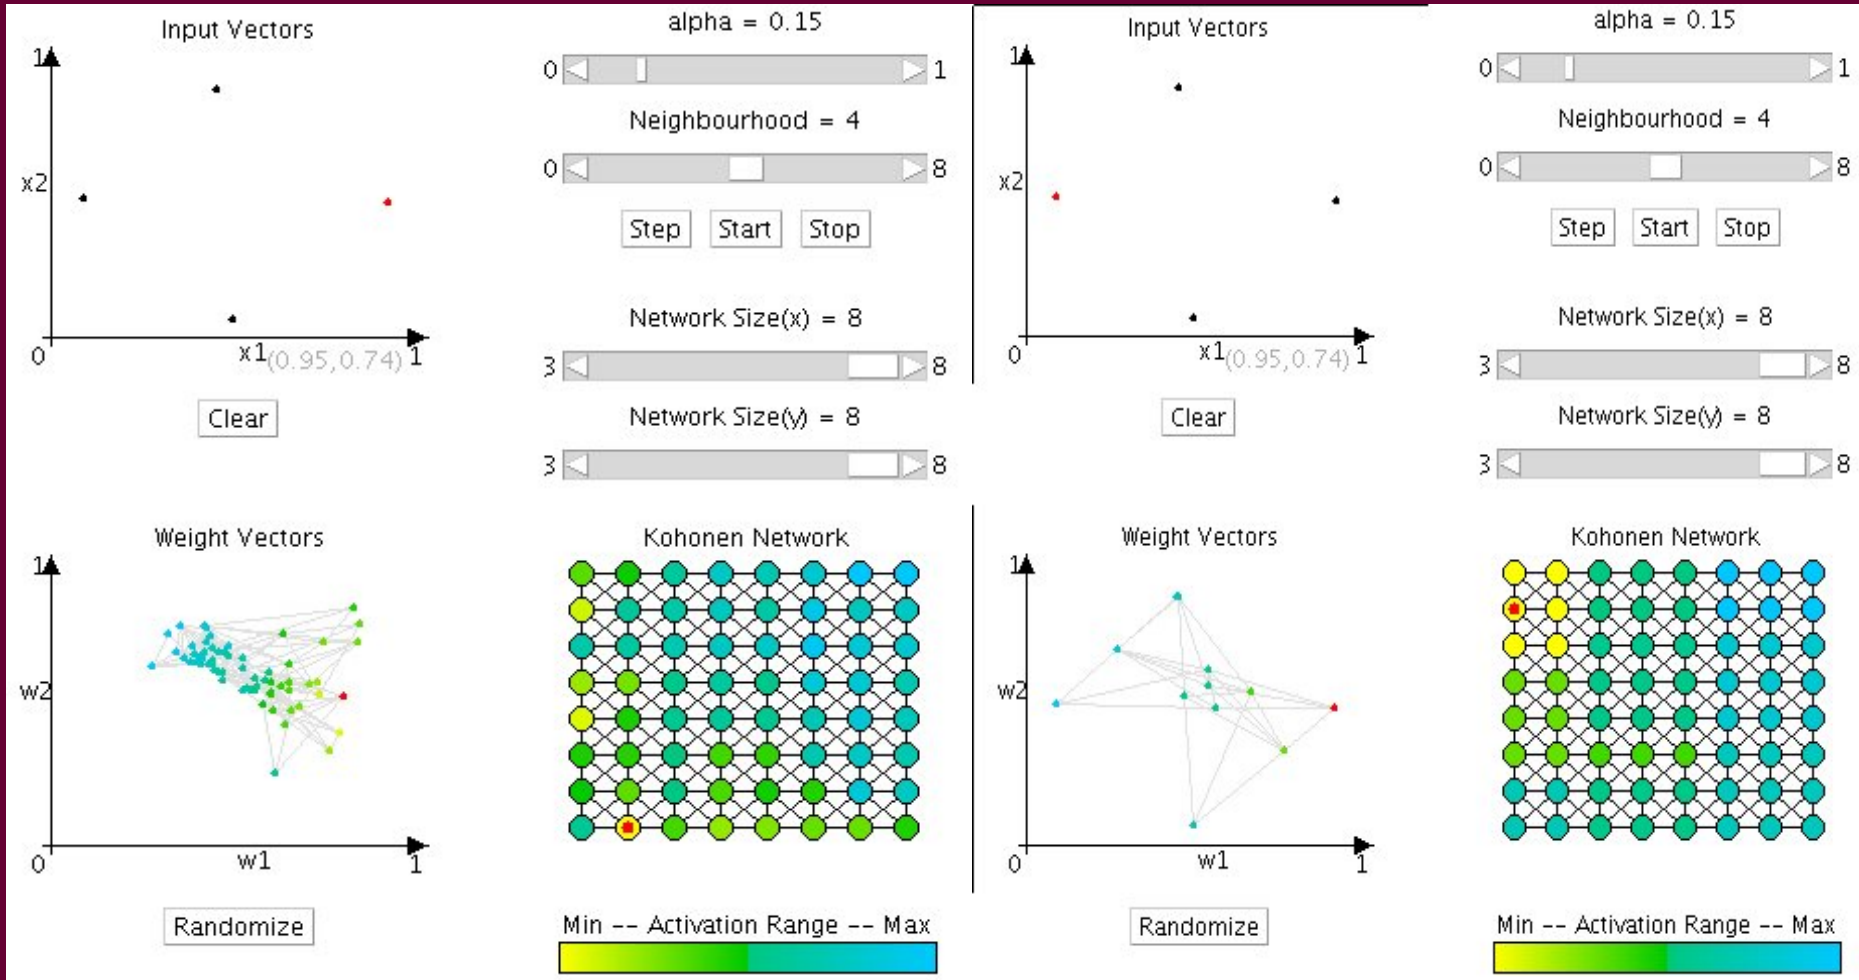 Input Vectors
1
x2
0
x1
(0.95,0.74)
1
Clear
alpha = 0.15
0
1
Neighbourhood = 4
0
8
Step
Start
Stop
Network Size(x) = 8
3
8
Network Size(y) = 8
3
8
Weight Vectors
1
w2
0
w1
1
Randomize
Kohonen Network
Min -- Activation Range -- Max
Input Vectors
1
x2
0
x1
(0.95,0.74)
1
Clear
alpha = 0.15
0
1
Neighbourhood = 4
0
8
Step
Start
Stop
Network Size(x) = 8
3
8
Network Size(y) = 8
3
8
Weight Vectors
1
w2
0
w1
1
Randomize
Kohonen Network
Min -- Activation Range -- Max